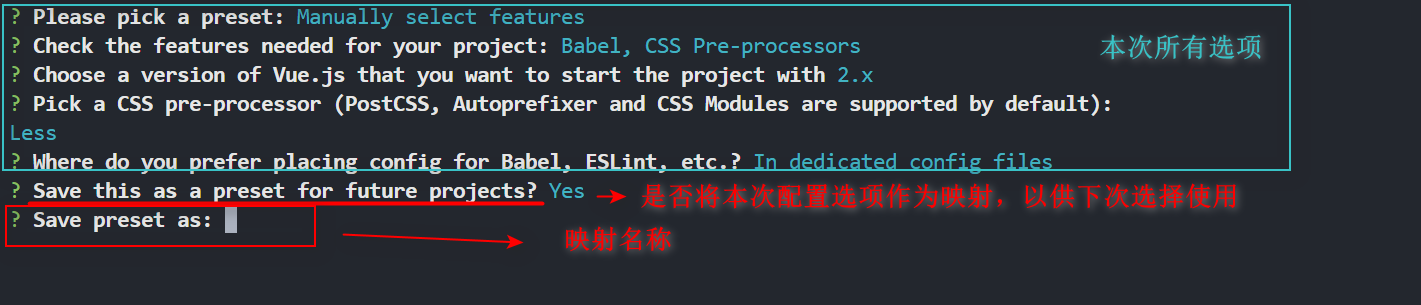 ? Please pick a preset: Manually select features
? Check the features needed for your project: Babel, CSS Pre-processors
本次所有选项
? Choose a version of Vue.js that you want to start the project with 2.x
? Pick a CSS pre-processor (PostCSS, Autoprefixer and CSS Modules are supported by default):
Less
? Where do you prefer placing config for Babel, ESLint, etc.? In dedicated config files
? Save this as a preset for future projects? Yes
是否将本次配置选项作为映射，以供下次选择使用
? Save preset as:
映射名称